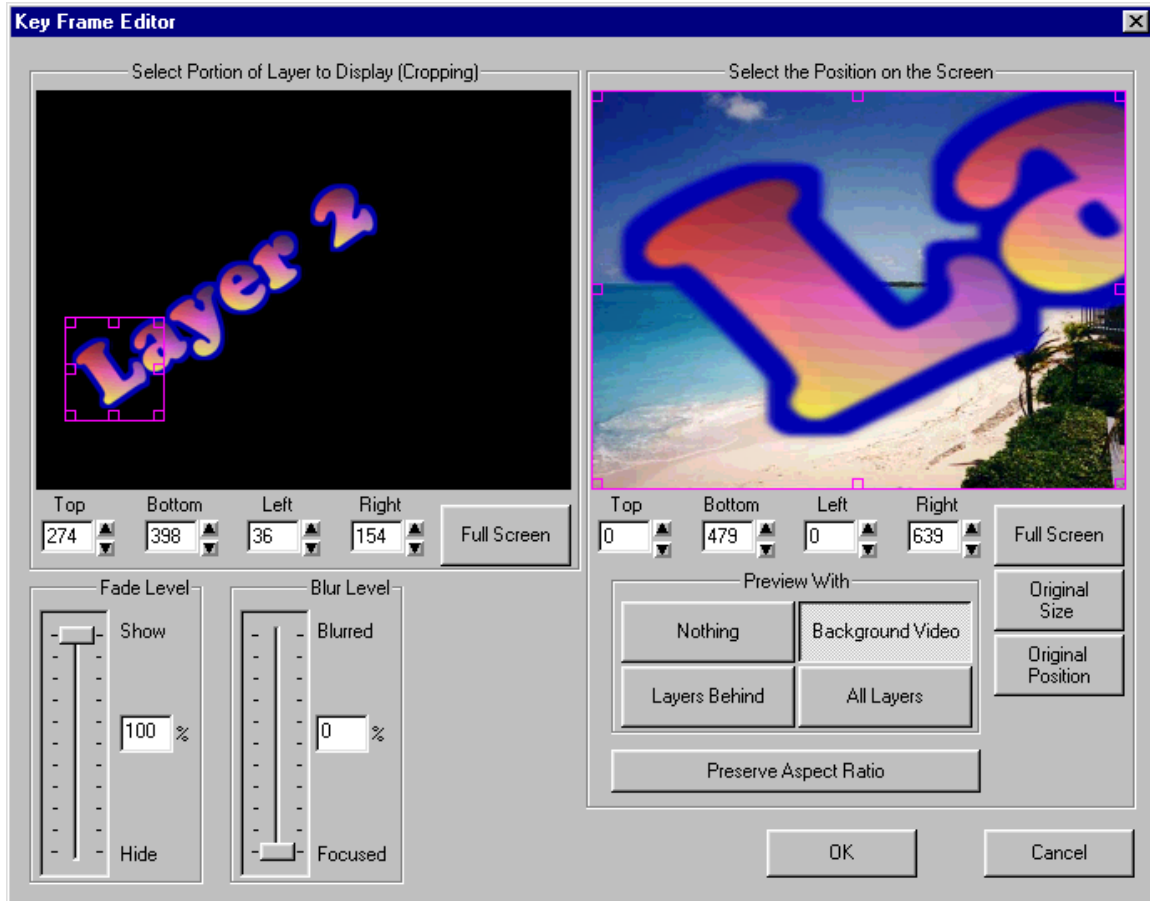 Key Frame Editor
Select Portion of Layer to Display (Cropping)
Layer 2
Top Bottom Left Right
274 398 36 154 Full Screen
Select the Position on the Screen
La
Top Bottom Left Right
0 479 0 639 Full Screen
Original
Size
Original
Position
Preview With
Nothing Background Video
Layers Behind All Layers
Preserve Aspect Ratio
Fade Level
Show
100 %
Hide
Blur Level
Blurred
0 %
Focused
OK Cancel